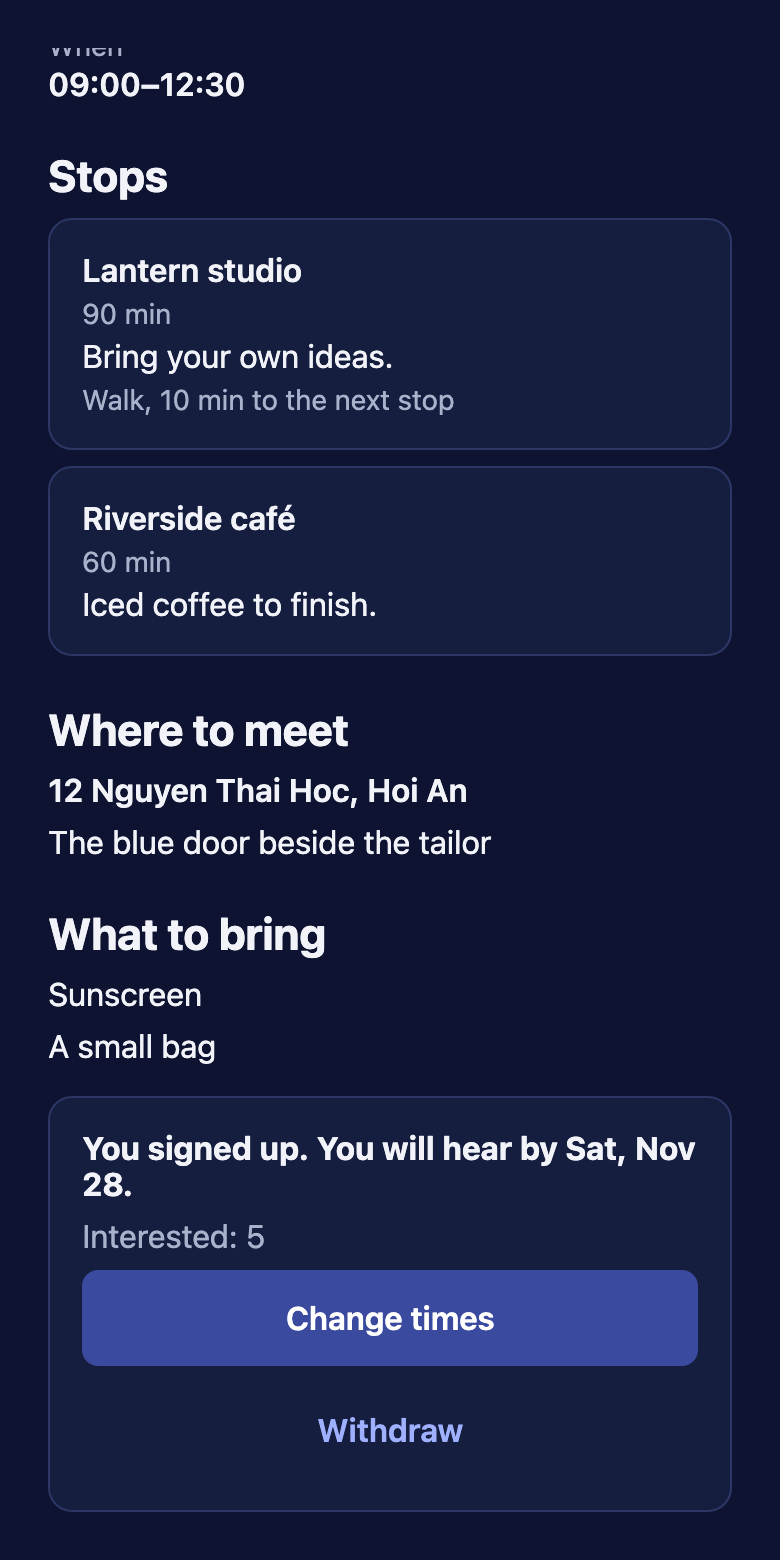 When
09:00–12:30
Stops
Lantern studio
90 min
Bring your own ideas.
Walk, 10 min to the next stop
Riverside café
60 min
Iced coffee to finish.
Where to meet
12 Nguyen Thai Hoc, Hoi An
The blue door beside the tailor
What to bring
Sunscreen
A small bag
You signed up. You will hear by Sat, Nov
28.
Interested: 5
Change times
Withdraw